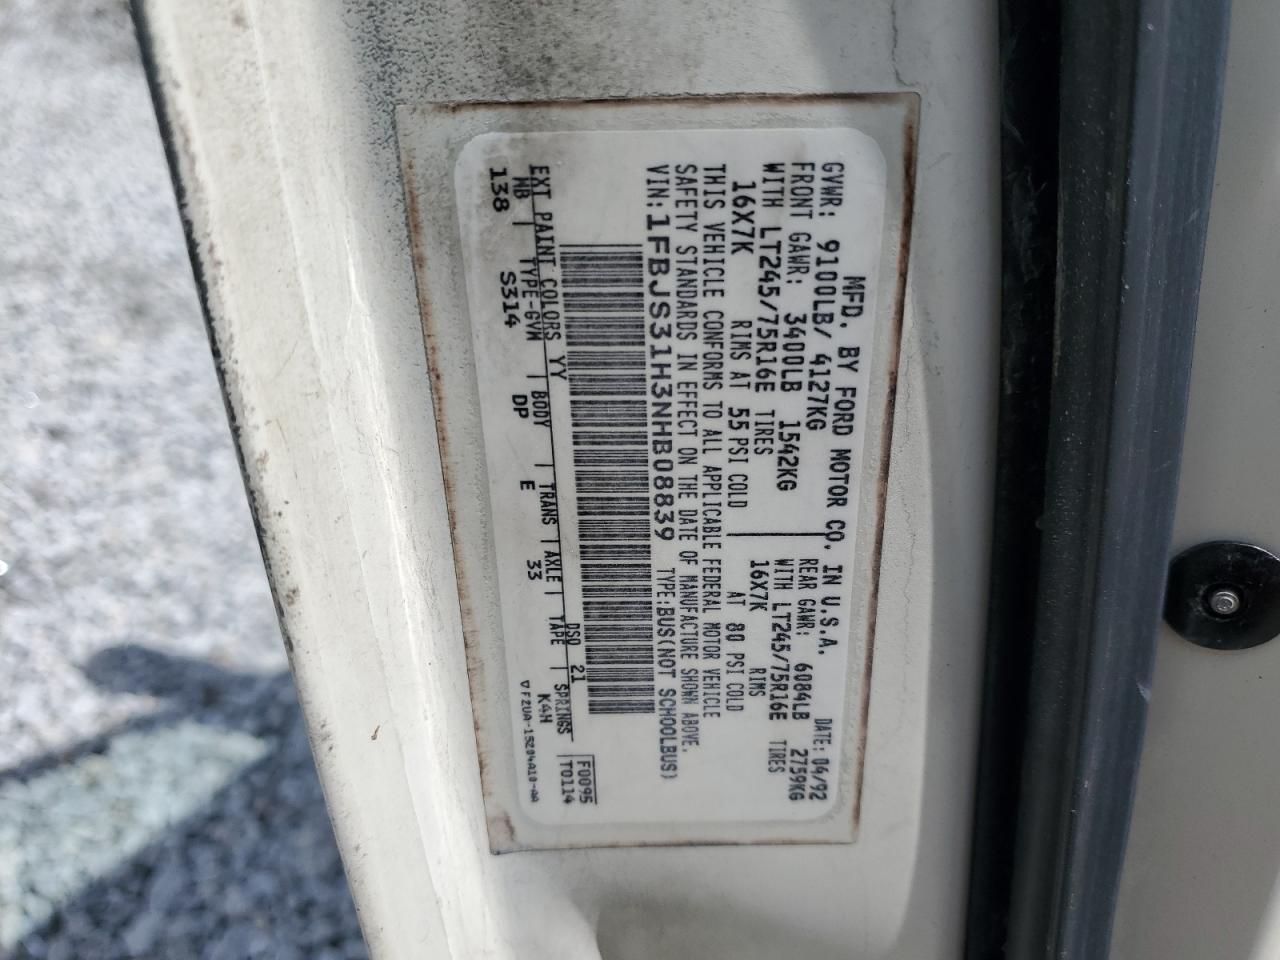 MFD. BY FORD MOTOR CO. IN U.S.A.
DATE: 04/92
GVWR: 9100LB/ 4127KG
FRONT GAWR: 3400LB 1542KG
REAR GAWR: 6084LB 2759KG
WITH LT245/75R16E TIRES
WITH LT245/75R16E TIRES
16X7K RIMS AT 55 PSI COLD
16X7K RIMS
AT 80 PSI COLD
THIS VEHICLE CONFORMS TO ALL APPLICABLE FEDERAL MOTOR VEHICLE
SAFETY STANDARDS IN EFFECT ON THE DATE OF MANUFACTURE SHOWN ABOVE.
VIN: 1FBJS31H3NHB08839 TYPE:BUS(NOT SCHOOLBUS)
F0095
T0114
EXT PAINT COLORS YY DSO 21
WB | TYPE-GVW | BODY | TRANS | AXLE | TAPE | SPRINGS
138 S314 DP E 33 K4H
▽F2UA-15204A10-AA